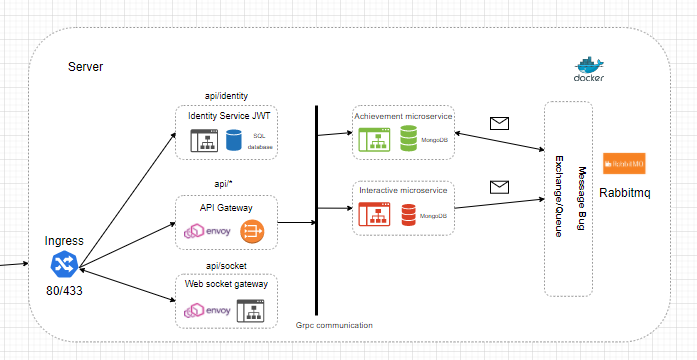 Server
docker
api/identity
Identity Service JWT
SQL
database
Achievement microservice
MongoDB
api/*
API Gateway
envoy
Interactive microservice
MongoDB
Message Bug
Exchange/Queue
RabbitMQ
Rabbitmq
Ingress
80/433
api/socket
Web socket gateway
envoy
Grpc communication